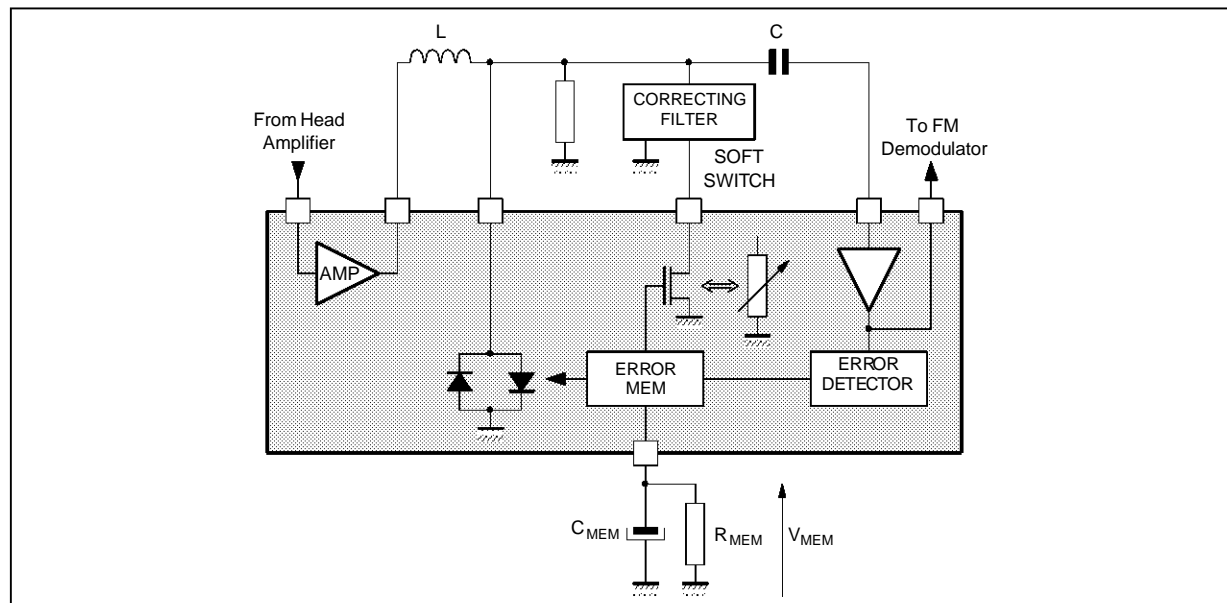 L
C
CORRECTING
FILTER
From Head
Amplifier
To FM
Demodulator
SOFT
SWITCH
AMP
ERROR
MEM
ERROR
DETECTOR
CMEM
RMEM
VMEM